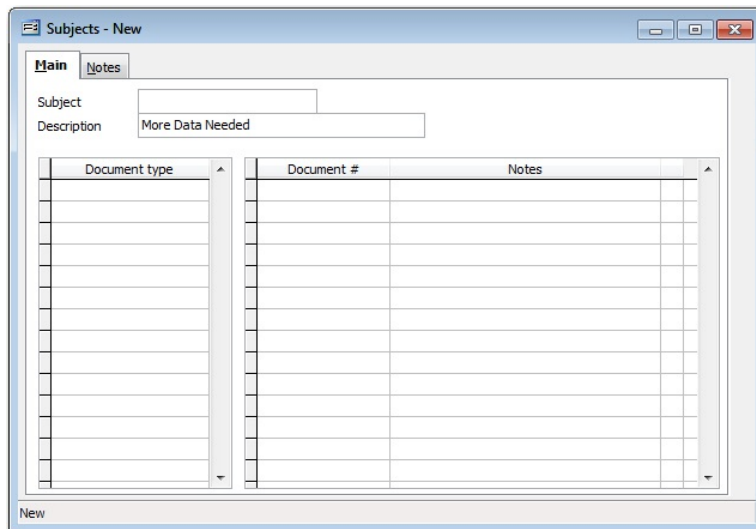 Subjects - New
Main Notes
Subject
Description More Data Needed
Document type Document # Notes
New